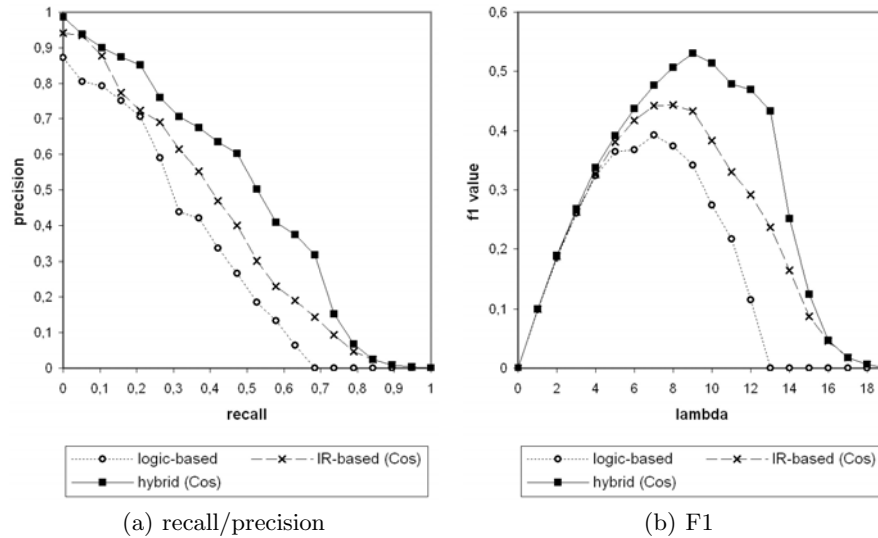 1
0,9
0,8
0,7
0,6
0,5
0,4
0,3
0,2
0,1
0
precision
0 0,1 0,2 0,3 0,4 0,5 0,6 0,7 0,8 0,9 1
recall
logic-based IR-based (Cos)
hybrid (Cos)
(a) recall/precision
0,6
0,5
0,4
0,3
0,2
0,1
0
f1 value
0 2 4 6 8 10 12 14 16 18
lambda
logic-based IR-based (Cos)
hybrid (Cos)
(b) F1